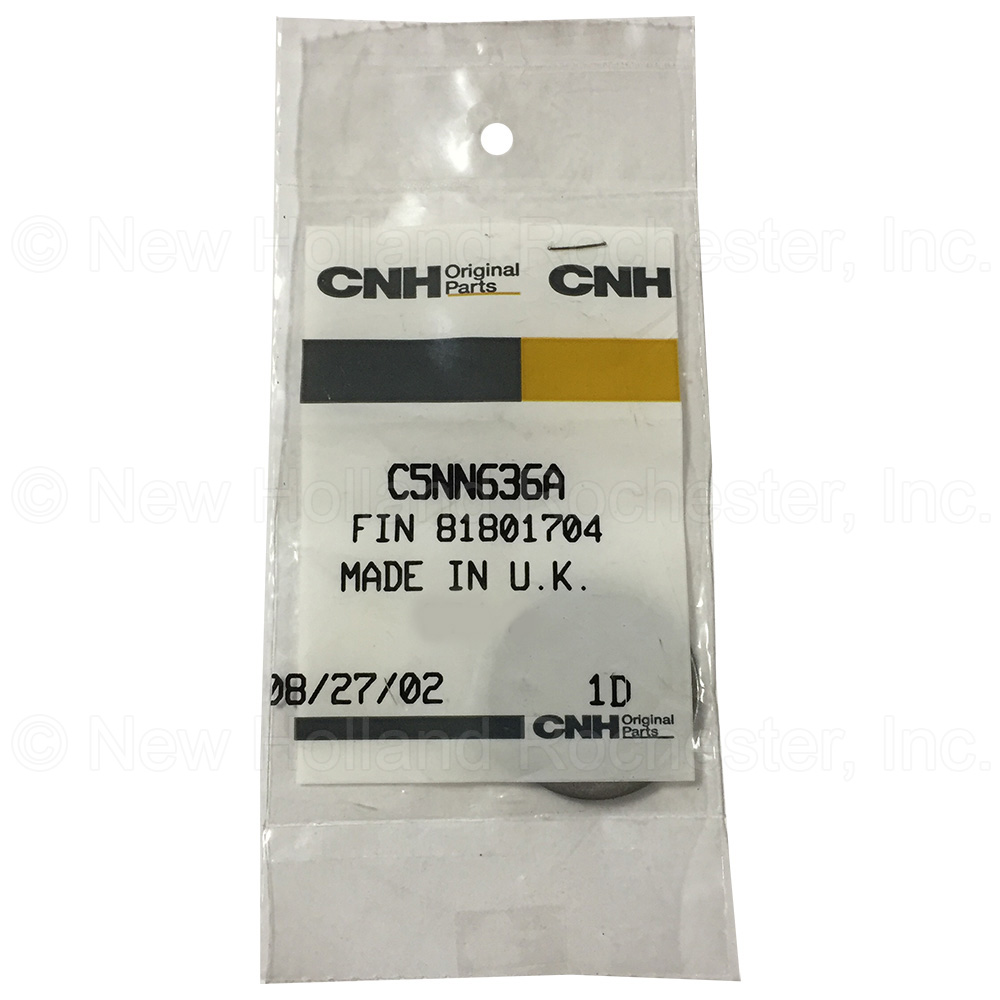 © New Holland Rochester, Inc.
CNH Original Parts CNH
C5NN636A
© New Holland Rochester, Inc.
FIN 81801704
MADE IN U.K.
08/27/02 1D
CNH Original Parts
© New Holland Rochester, Inc.